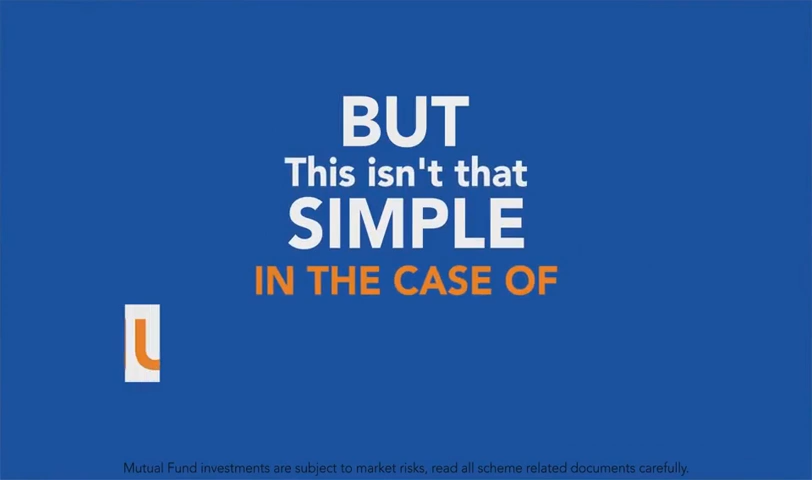 BUT
This isn't that
SIMPLE
IN THE CASE OF
Mutual Fund investments are subject to market risks, read all scheme related documents carefully.